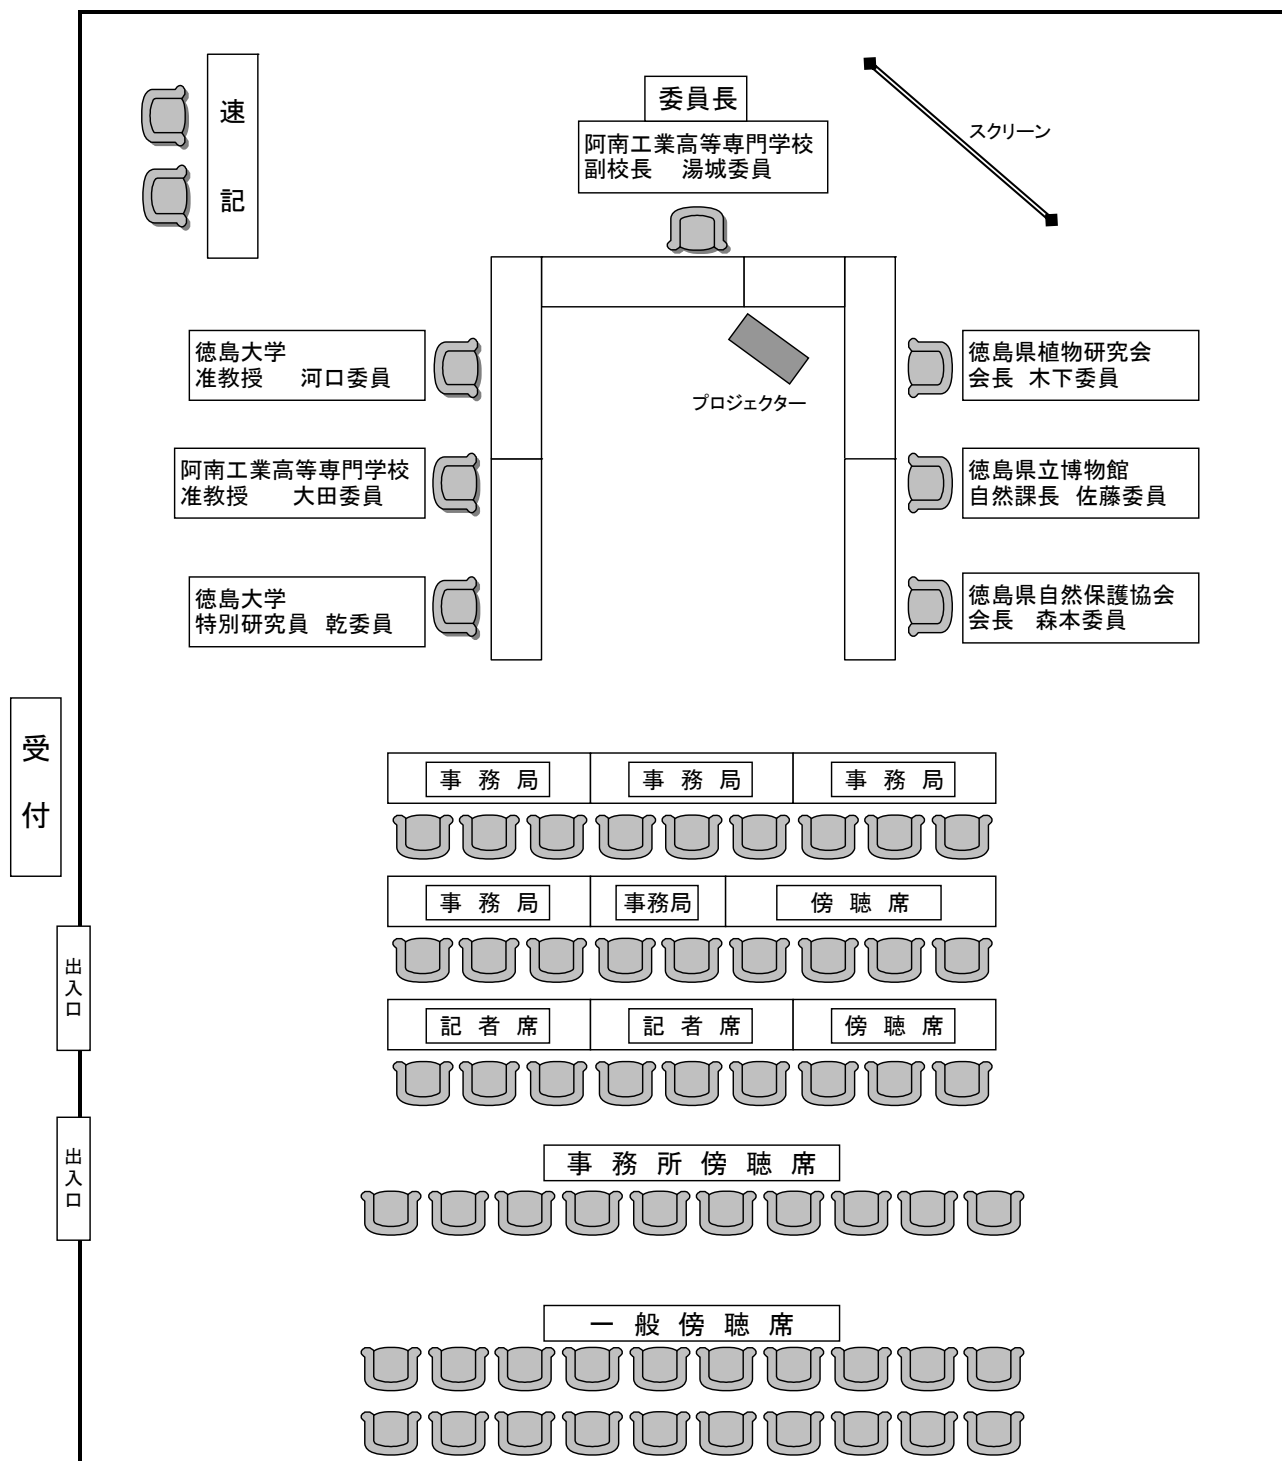 速記
委員長
阿南工業高等専門学校
副校長 湯城委員
スクリーン
徳島大学
准教授 河口委員
プロジェクター
徳島県植物研究会
会長 木下委員
阿南工業高等専門学校
准教授 大田委員
徳島県立博物館
自然課長 佐藤委員
徳島大学
特別研究員 乾委員
徳島県自然保護協会
会長 森本委員
受付
事務局
事務局
事務局
事務局
事務局
傍聴席
出入口
記者席
記者席
傍聴席
出入口
事務所傍聴席
一般傍聴席